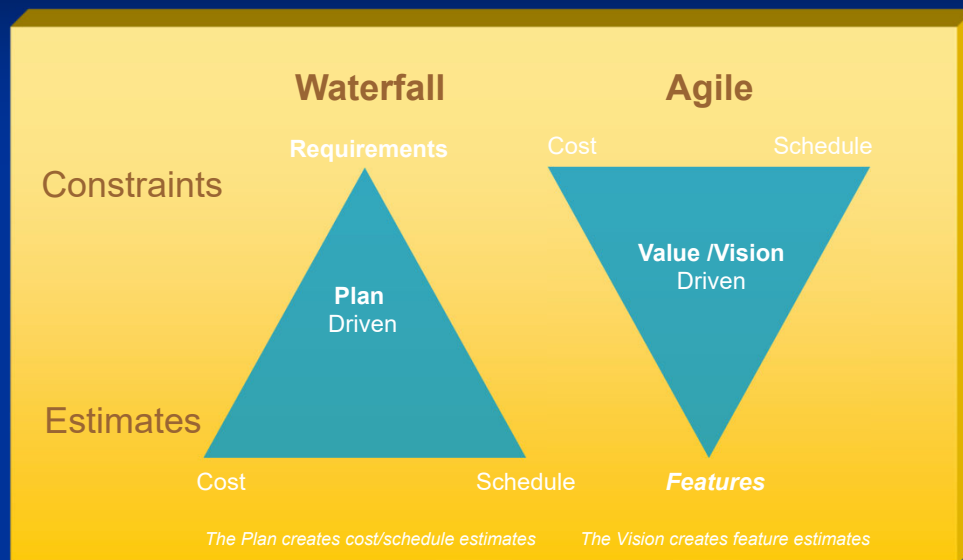 Waterfall
Agile
Requirements
Cost
Schedule
Constraints
Value /Vision
Driven
Plan
Driven
Estimates
Cost
Schedule
Features
The Plan creates cost/schedule estimates
The Vision creates feature estimates